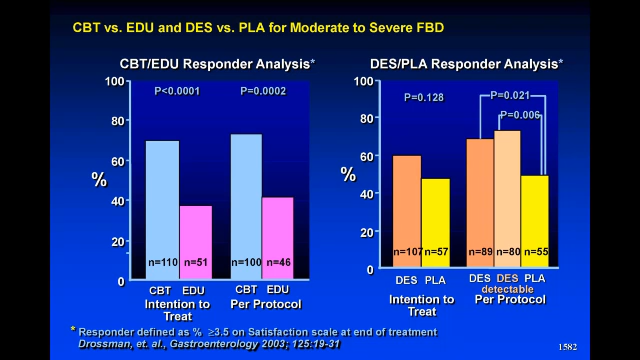 CBT vs. EDU and DES vs. PLA for Moderate to Severe FBD
CBT/EDU Responder Analysis*
100
80
60
40
20
0
%
P<0.0001
P=0.0002
n=110
n=51
n=100
n=46
CBT
EDU
CBT
EDU
Intention to
Treat
Per Protocol
DES/PLA Responder Analysis*
100
80
60
40
20
0
%
P=0.128
P=0.021
P=0.006
n=107
n=57
n=89
n=80
n=55
DES
PLA
DES
DES
PLA
detectable
Intention to
Treat
Per Protocol
* Responder defined as % ≥3.5 on Satisfaction scale at end of treatment
Drossman, et. al., Gastroenterology 2003; 125:19-31
1582